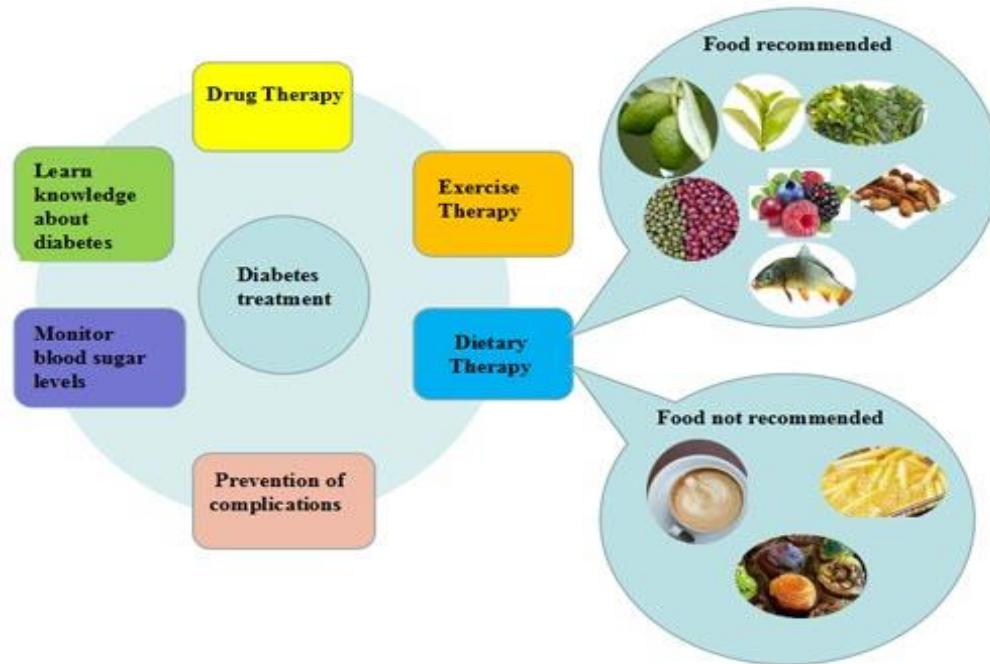 Food recommended
Drug Therapy
Learn
knowledge
about
diabetes
Exercise
Therapy
Diabetes
treatment
Monitor
blood sugar
levels
Dietary
Therapy
Food not recommended
Prevention of
complications